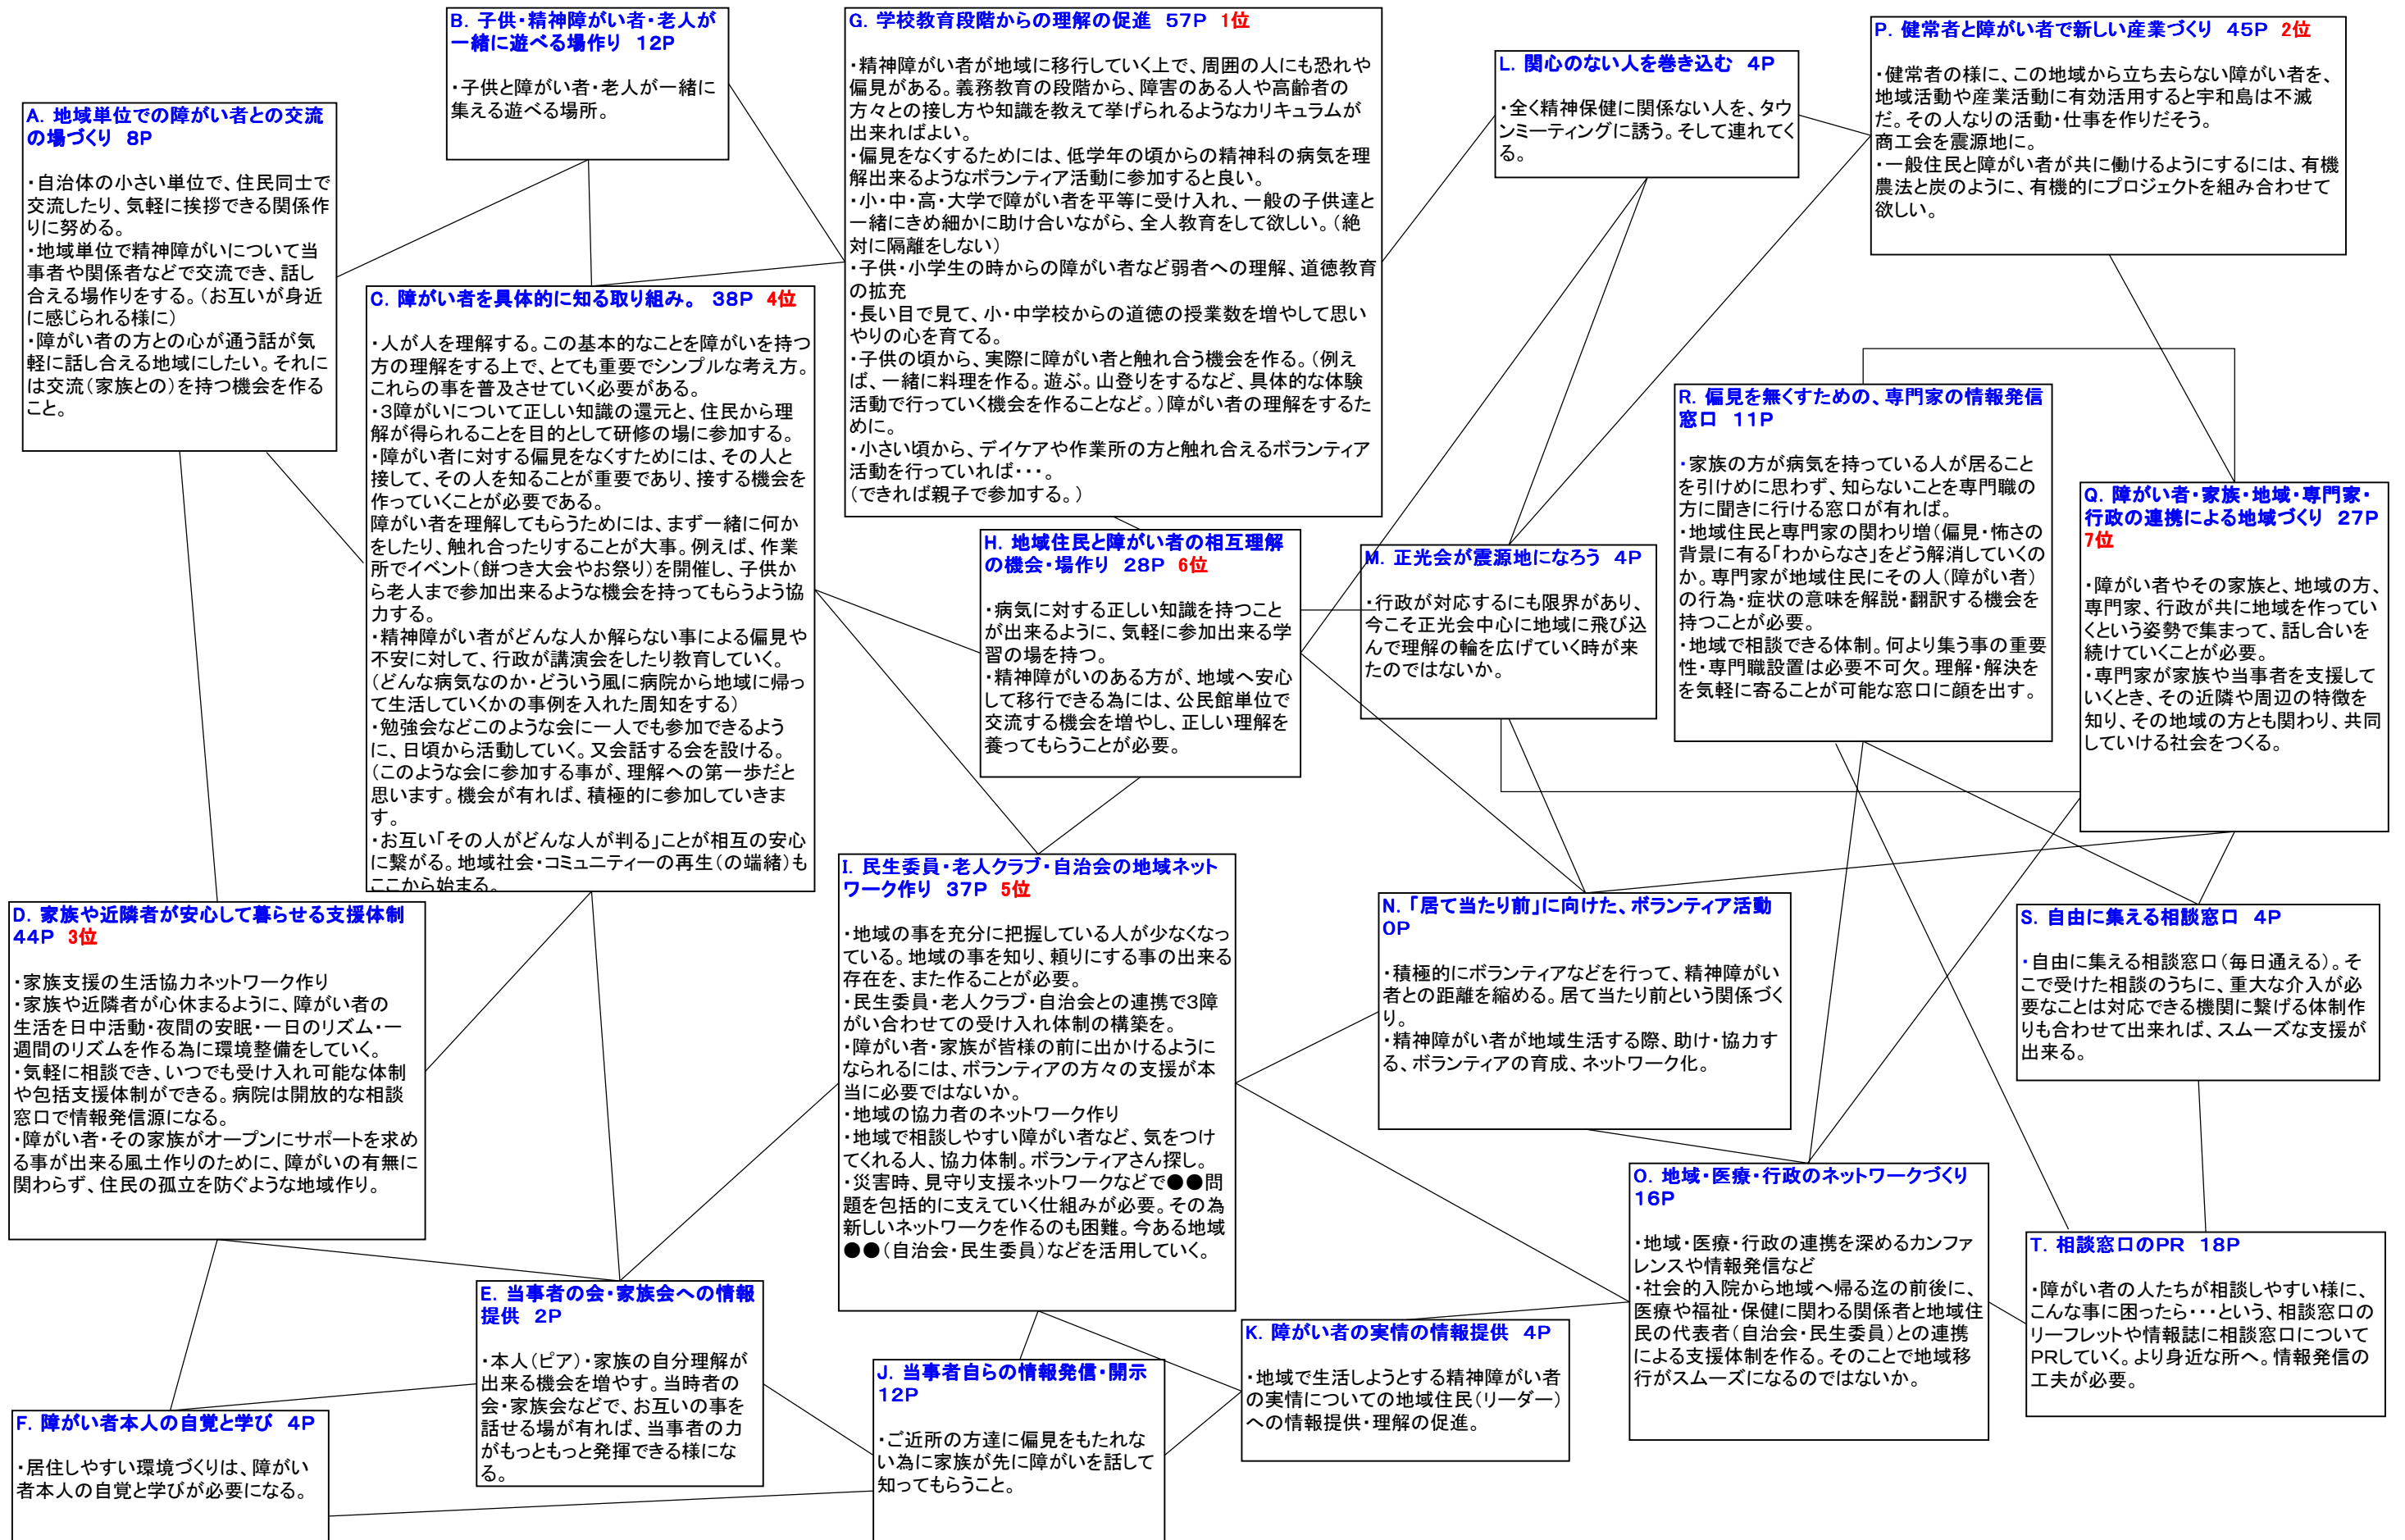 A. 地域単位での障がい者との交流
の場づくり 8P
・自治体の小さい単位で、住民同士で
交流したり、気軽に挨拶できる関係作
りに努める。
・地域単位で精神障がいについて当
事者や関係者などで交流でき、話し
合える場作りをする。(お互いが身近
に感じられる様に)
・障がい者の方との心が通う話が気
軽に話し合える地域にしたい。それに
は交流(家族との)を持つ機会を作る
こと。
B. 子供・精神障がい者・老人が
一緒に遊べる場作り 12P
・子供と障がい者・老人が一緒に
集える遊べる場所。
C. 障がい者を具体的に知る取り組み。 38P 4位
・人が人を理解する。この基本的なことを障がいを持つ
方の理解をする上で、とても重要でシンプルな考え方。
これらの事を普及させていく必要がある。
・3障がいについて正しい知識の還元と、住民から理
解が得られることを目的として研修の場に参加する。
・障がい者に対する偏見をなくすためには、その人と
接して、その人を知ることが重要であり、接する機会を
作っていくことが必要である。
障がい者を理解してもらうためには、まず一緒に何か
をしたり、触れ合ったりすることが大事。例えば、作業
所でイベント(餅つき大会やお祭り)を開催し、子供か
ら老人まで参加出来るような機会を持ってもらうよう協
力する。
・精神障がい者がどんな人か解らない事による偏見や
不安に対して、行政が講演会をしたり教育していく。
(どんな病気なのか・どういう風に病院から地域に帰っ
て生活していくかの事例を入れた周知をする)
・勉強会などこのような会に一人でも参加できるよう
に、日頃から活動していく。又会話する会を設ける。
(このような会に参加する事が、理解への第一歩だと
思います。機会が有れば、積極的に参加していきま
す。
・お互い「その人がどんな人が判る」ことが相互の安心
に繋がる。地域社会・コミュニティーの再生(の端緒)も
ここから始まる。
D. 家族や近隣者が安心して暮らせる支援体制
44P 3位
・家族支援の生活協力ネットワーク作り
・家族や近隣者が心休まるように、障がい者の
生活を日中活動・夜間の安眠・一日のリズム・一
週間のリズムを作る為に環境整備をしていく。
・気軽に相談でき、いつでも受け入れ可能な体制
や包括支援体制ができる。病院は開放的な相談
窓口で情報発信源になる。
・障がい者・その家族がオープンにサポートを求め
る事が出来る風土作りのために、障がいの有無に
関わらず、住民の孤立を防ぐような地域作り。
E. 当事者の会・家族会への情報
提供 2P
・本人(ピア)・家族の自分理解が
出来る機会を増やす。当時者の
会・家族会などで、お互いの事を
話せる場が有れば、当事者の力
がもっともっと発揮できる様にな
る。
F. 障がい者本人の自覚と学び 4P
・居住しやすい環境づくりは、障がい
者本人の自覚と学びが必要になる。
G. 学校教育段階からの理解の促進 57P 1位
・精神障がい者が地域に移行していく上で、周囲の人にも恐れや
偏見がある。義務教育の段階から、障害のある人や高齢者の
方々との接し方や知識を教えて挙げられるようなカリキュラムが
出来ればよい。
・偏見をなくするためには、低学年の頃からの精神科の病気を理
解出来るようなボランティア活動に参加すると良い。
・小・中・高・大学で障がい者を平等に受け入れ、一般の子供達と
一緒にきめ細かに助け合いながら、全人教育をして欲しい。(絶
対に隔離をしない)
・子供・小学生の時からの障がい者など弱者への理解、道徳教育
の拡充
・長い目で見て、小・中学校からの道徳の授業数を増やして思い
やりの心を育てる。
・子供の頃から、実際に障がい者と触れ合う機会を作る。(例え
ば、一緒に料理を作る。遊ぶ。山登りをするなど、具体的な体験
活動で行っていく機会を作ることなど。)障がい者の理解をするた
めに。
・小さい頃から、デイケアや作業所の方と触れ合えるボランティア
活動を行っていれば・・・。
(できれば親子で参加する。)
H. 地域住民と障がい者の相互理解
の機会・場作り 28P 6位
・病気に対する正しい知識を持つこと
が出来るように、気軽に参加出来る学
習の場を持つ。
・精神障がいのある方が、地域へ安心
して移行できる為には、公民館単位で
交流する機会を増やし、正しい理解を
養ってもらうことが必要。
I. 民生委員・老人クラブ・自治会の地域ネット
ワーク作り 37P 5位
・地域の事を充分に把握している人が少なくなっ
ている。地域の事を知り、頼りにする事の出来る
存在を、また作ることが必要。
・民生委員・老人クラブ・自治会との連携で3障
がい合わせての受け入れ体制の構築を。
・障がい者・家族が皆様の前に出かけるように
なられるには、ボランティアの方々の支援が本
当に必要ではないか。
・地域の協力者のネットワーク作り
・地域で相談しやすい障がい者など、気をつけ
てくれる人、協力体制。ボランティアさん探し。
・災害時、見守り支援ネットワークなどで●●問
題を包括的に支えていく仕組みが必要。その為
新しいネットワークを作るのも困難。今ある地域
●●(自治会・民生委員)などを活用していく。
J. 当事者自らの情報発信・開示
12P
・ご近所の方達に偏見をもたれな
い為に家族が先に障がいを話して
知ってもらうこと。
K. 障がい者の実情の情報提供 4P
・地域で生活しようとする精神障がい者
の実情についての地域住民(リーダー)
への情報提供・理解の促進。
L. 関心のない人を巻き込む 4P
・全く精神保健に関係ない人を、タウ
ンミーティングに誘う。そして連れてく
る。
M. 正光会が震源地になろう 4P
・行政が対応するにも限界があり、
今こそ正光会中心に地域に飛び込
んで理解の輪を広げていく時が来
たのではないか。
N. 「居て当たり前」に向けた、ボランティア活動
0P
・積極的にボランティアなどを行って、精神障がい
者との距離を縮める。居て当たり前という関係づく
り。
・精神障がい者が地域生活する際、助け・協力す
る、ボランティアの育成、ネットワーク化。
O. 地域・医療・行政のネットワークづくり
16P
・地域・医療・行政の連携を深めるカンファ
レンスや情報発信など
・社会的入院から地域へ帰る迄の前後に、
医療や福祉・保健に関わる関係者と地域住
民の代表者(自治会・民生委員)との連携
による支援体制を作る。そのことで地域移
行がスムーズになるのではないか。
P. 健常者と障がい者で新しい産業づくり 45P 2位
・健常者の様に、この地域から立ち去らない障がい者を、
地域活動や産業活動に有効活用すると宇和島は不滅
だ。その人なりの活動・仕事を作りだそう。
商工会を震源地に。
・一般住民と障がい者が共に働けるようにするには、有機
農法と炭のように、有機的にプロジェクトを組み合わせて
欲しい。
Q. 障がい者・家族・地域・専門家・
行政の連携による地域づくり 27P
7位
・障がい者やその家族と、地域の方、
専門家、行政が共に地域を作ってい
くという姿勢で集まって、話し合いを
続けていくことが必要。
・専門家が家族や当事者を支援して
いくとき、その近隣や周辺の特徴を
知り、その地域の方とも関わり、共同
していける社会をつくる。
R. 偏見を無くすための、専門家の情報発信
窓口 11P
・家族の方が病気を持っている人が居ること
を引けめに思わず、知らないことを専門職の
方に聞きに行ける窓口が有れば。
・地域住民と専門家の関わり増(偏見・怖さの
背景に有る「わからなさ」をどう解消していくの
か。専門家が地域住民にその人(障がい者)
の行為・症状の意味を解説・翻訳する機会を
持つことが必要。
・地域で相談できる体制。何より集う事の重要
性・専門職設置は必要不可欠。理解・解決を
を気軽に寄ることが可能な窓口に顔を出す。
S. 自由に集える相談窓口 4P
・自由に集える相談窓口(毎日通える)。そ
こで受けた相談のうちに、重大な介入が必
要なことは対応できる機関に繋げる体制作
りも合わせて出来れば、スムーズな支援が
出来る。
T. 相談窓口のPR 18P
・障がい者の人たちが相談しやすい様に、
こんな事に困ったら・・・という、相談窓口の
リーフレットや情報誌に相談窓口について
PRしていく。より身近な所へ。情報発信の
工夫が必要。